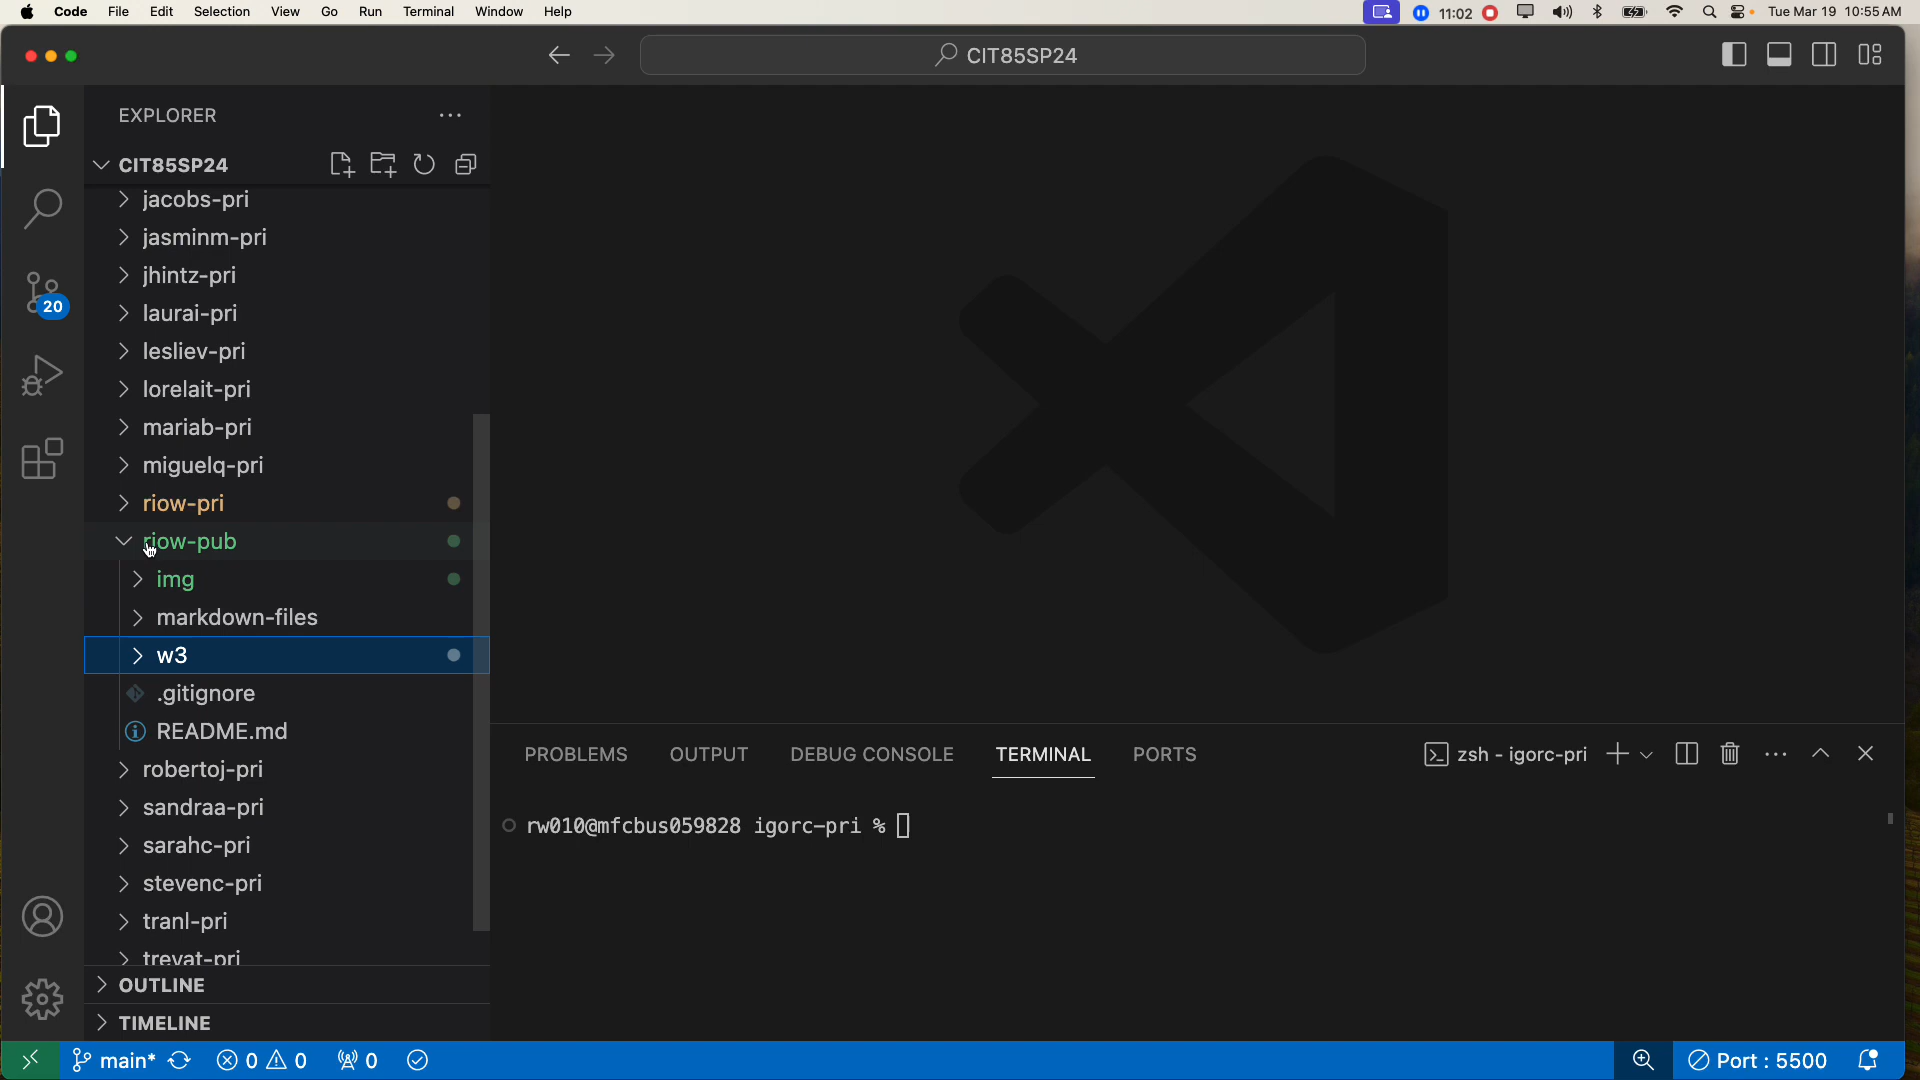 Code File Edit Selection View Go Run Terminal Window Help 11:02 Tue Mar 19 10:55 AM
CIT85SP24
EXPLORER
CIT85SP24
jacobs-pri
jasminm-pri
jhintz-pri
laurai-pri
lesliev-pri
lorelait-pri
mariab-pri
miguelq-pri
riow-pri
riow-pub
img
markdown-files
w3
.gitignore
README.md
robertoj-pri
sandraa-pri
sarahc-pri
stevenc-pri
tranl-pri
treyat-pri
OUTLINE
TIMELINE
20
PROBLEMS OUTPUT DEBUG CONSOLE TERMINAL PORTS zsh - igorc-pri
rw010@mfcbus059828 igorc-pri %
main* 0 0 0 Port : 5500